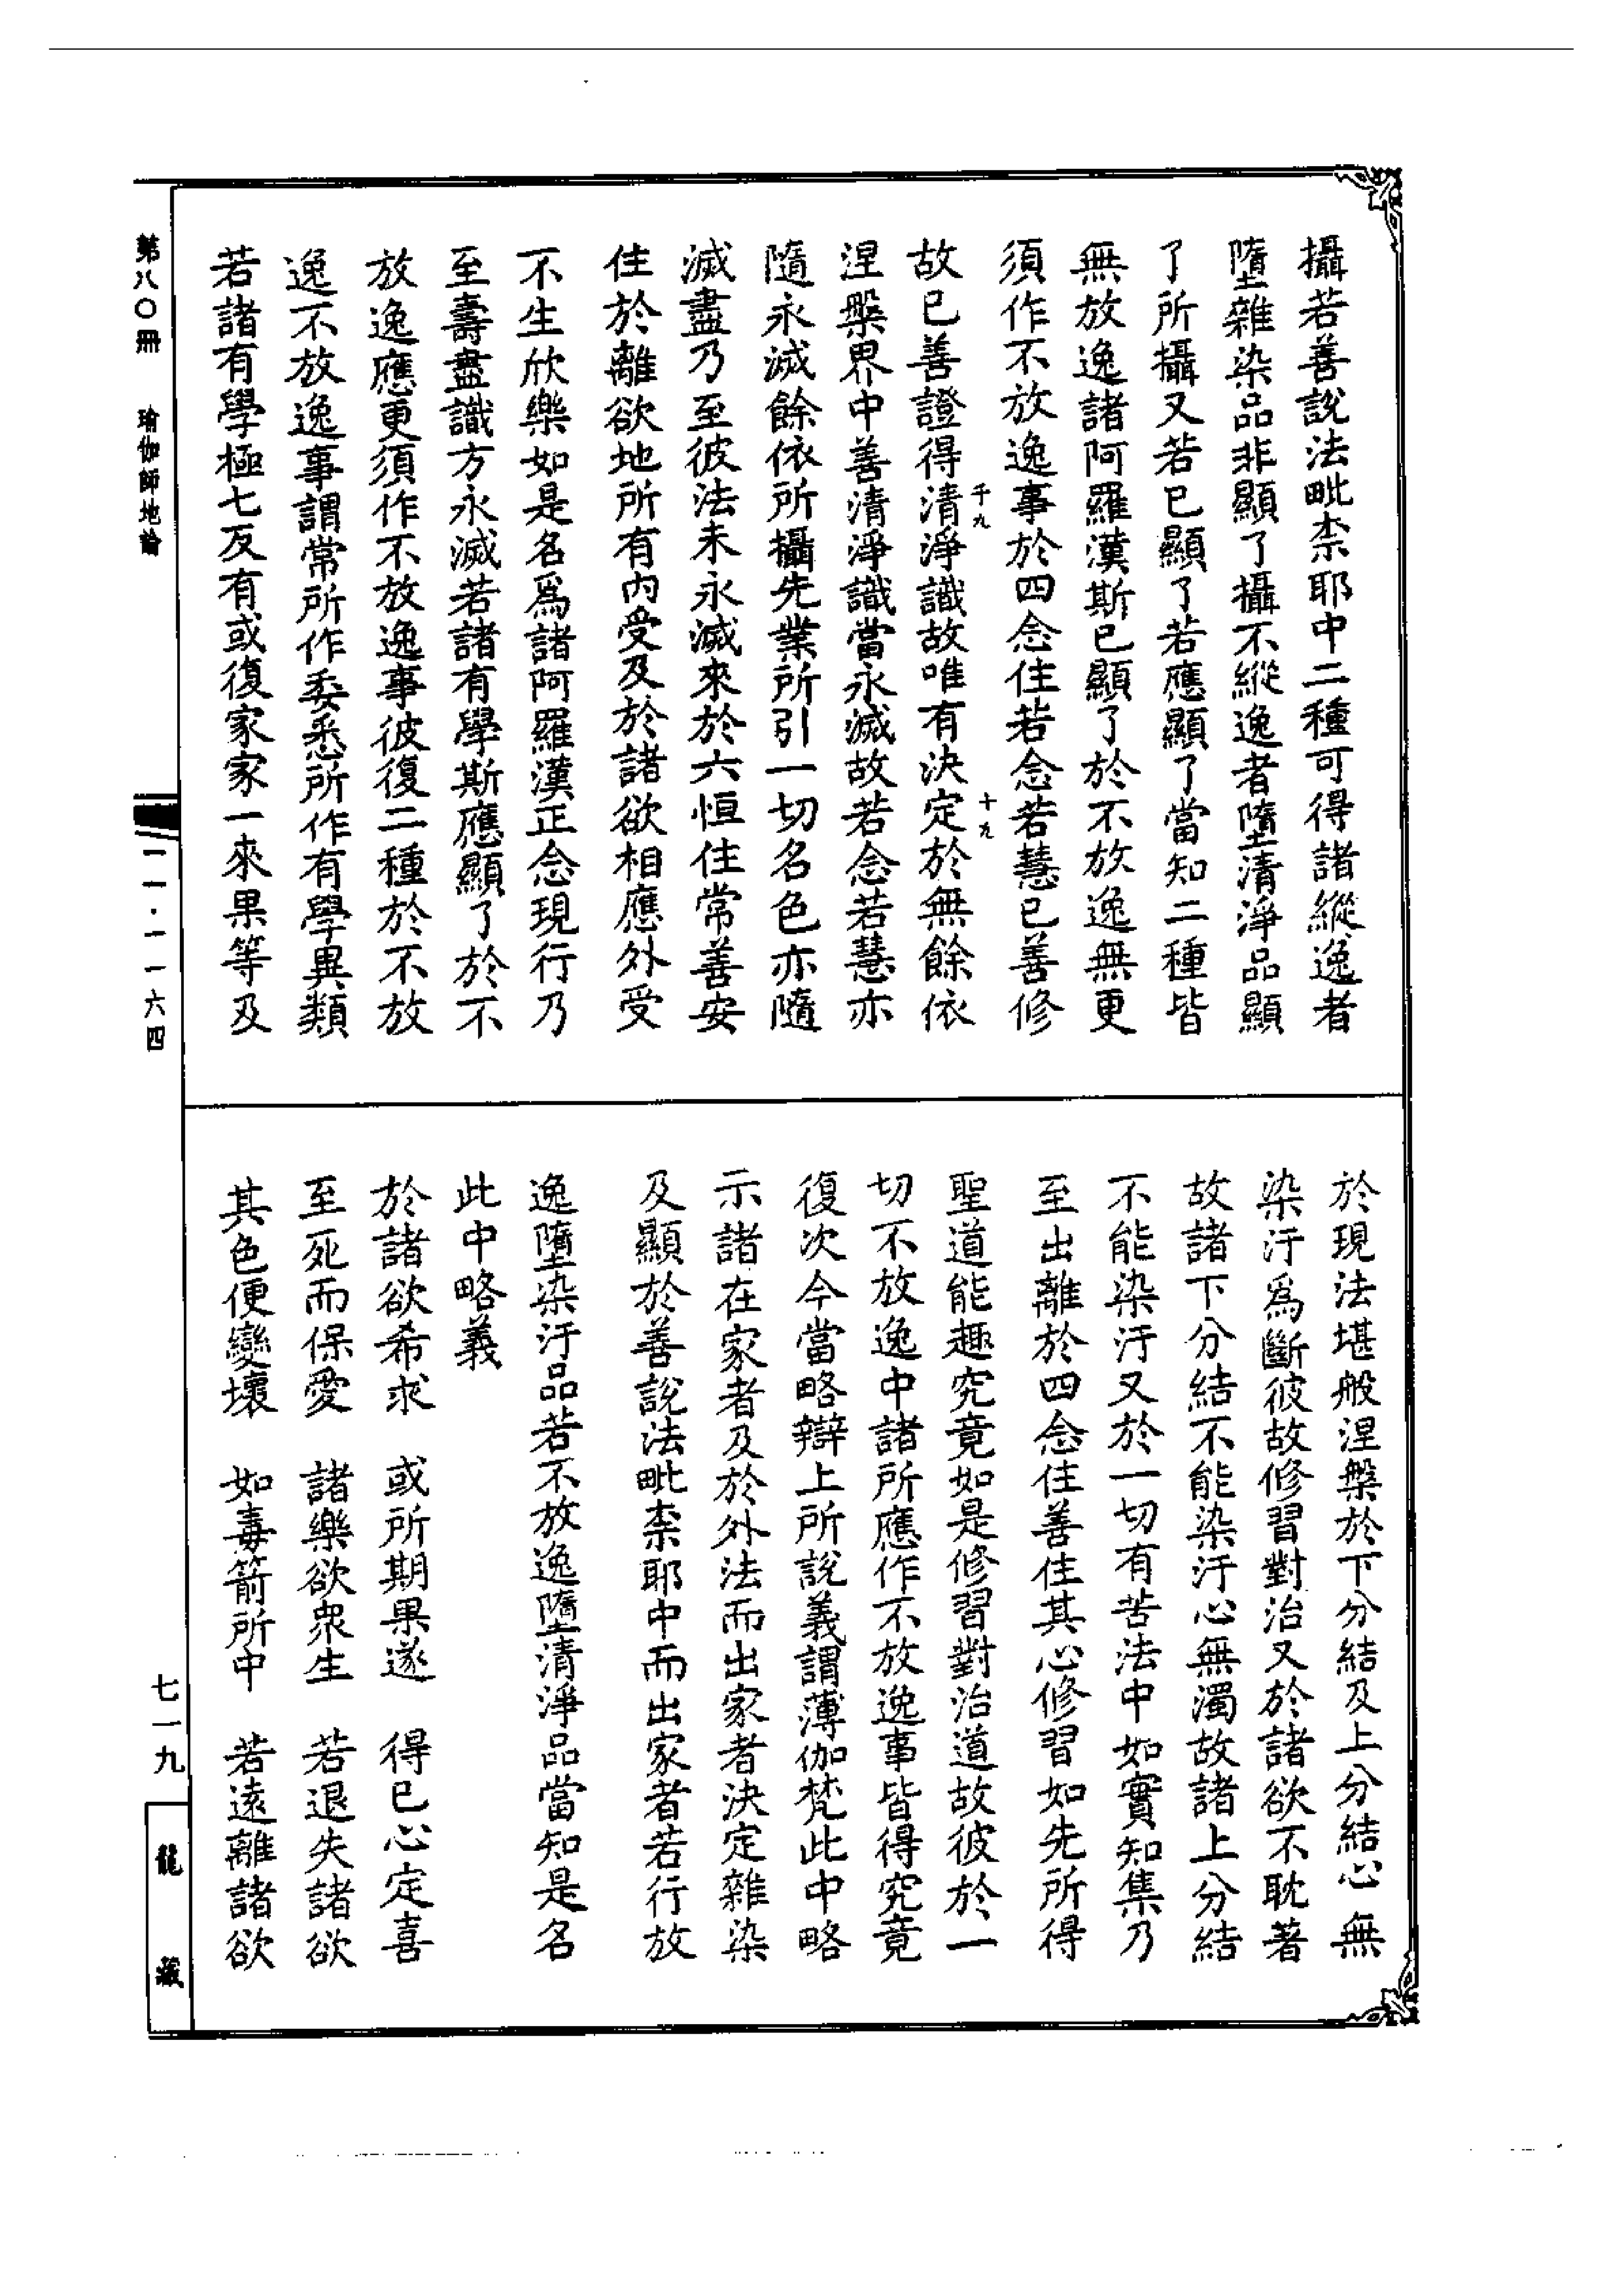 攝若善說法毗柰耶中二種可得諸縱逸者
墮雜染品非顯了攝不縱逸者墮清淨品顯
了所攝又若已顯了若應顯了當知二種皆
無放逸諸阿羅漢斯已顯了於不放逸無更
須作不放逸事於四念住若念若慧已善修
故已善證得清淨識故唯有決定於無餘依
千九
十九
涅槃界中善清淨識當永滅故若念若慧亦
隨永滅餘依所攝先業所引一切名色亦隨
滅盡乃至彼法未永滅來於六恒住常善安
住於離欲地所有內受及於諸欲相應外受
不生欣樂如是名爲諸阿羅漢正念現行乃
至壽盡識方永滅若諸有學斯應顯了於不
放逸應更須作不放逸事彼復二種於不放
逸不放逸事謂常所作委悉所作有學異類
若諸有學極七返有或復家家一來果等及
於現法堪般涅槃於下分結及上分結心無
染汙爲斷彼故修習對治又於諸欲不耽著
故諸下分結不能染汙心無濁故諸上分結
不能染汙又於一切有苦法中如實知集乃
至出離於四念住善住其心修習如先所得
聖道能趣究竟如是修習對治道故彼於一
切不放逸中諸所應作不放逸事皆得究竟
復次今當略辯上所說義謂薄伽梵此中略
示諸在家者及於外法而出家者決定雜染
及顯於善說法毗柰耶中而出家者若行放
逸墮染汙品若不放逸墮清淨品當知是名
此中略義
於諸欲希求　或所期果遂　得已心定喜
至死而保愛　諸樂欲衆生　若退失諸欲
其色便變壞　如毒箭所中　若遠離諸欲
第八〇冊　瑜伽師地論
一一·一一六四
七一九
龍藏